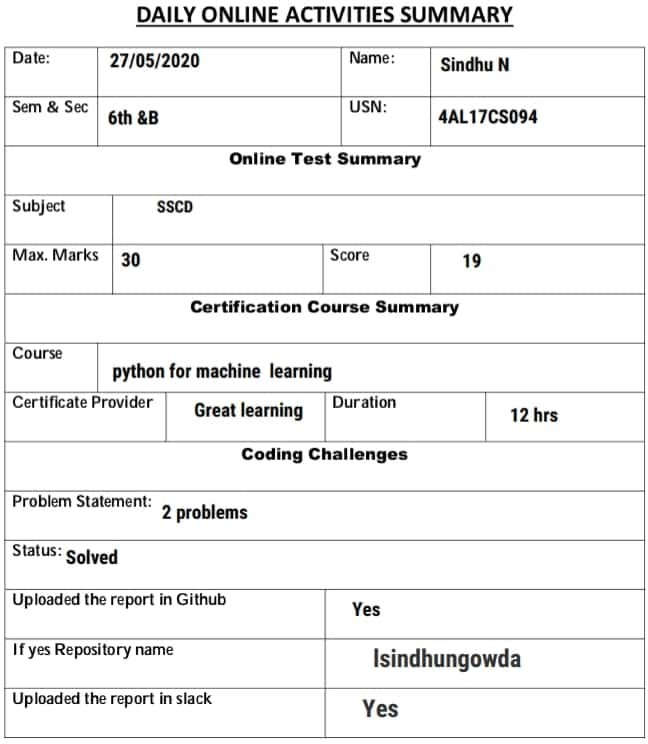 DAILY ONLINE ACTIVITIES SUMMARY
Date: 27/05/2020 Name: Sindhu N
Sem & Sec 6th &B USN: 4AL17CS094
Online Test Summary
Subject SSCD
Max. Marks 30 Score 19
Certification Course Summary
Course python for machine learning
Certificate Provider Great learning Duration 12 hrs
Coding Challenges
Problem Statement: 2 problems
Status: Solved
Uploaded the report in Github Yes
If yes Repository name Isindhungowda
Uploaded the report in slack Yes